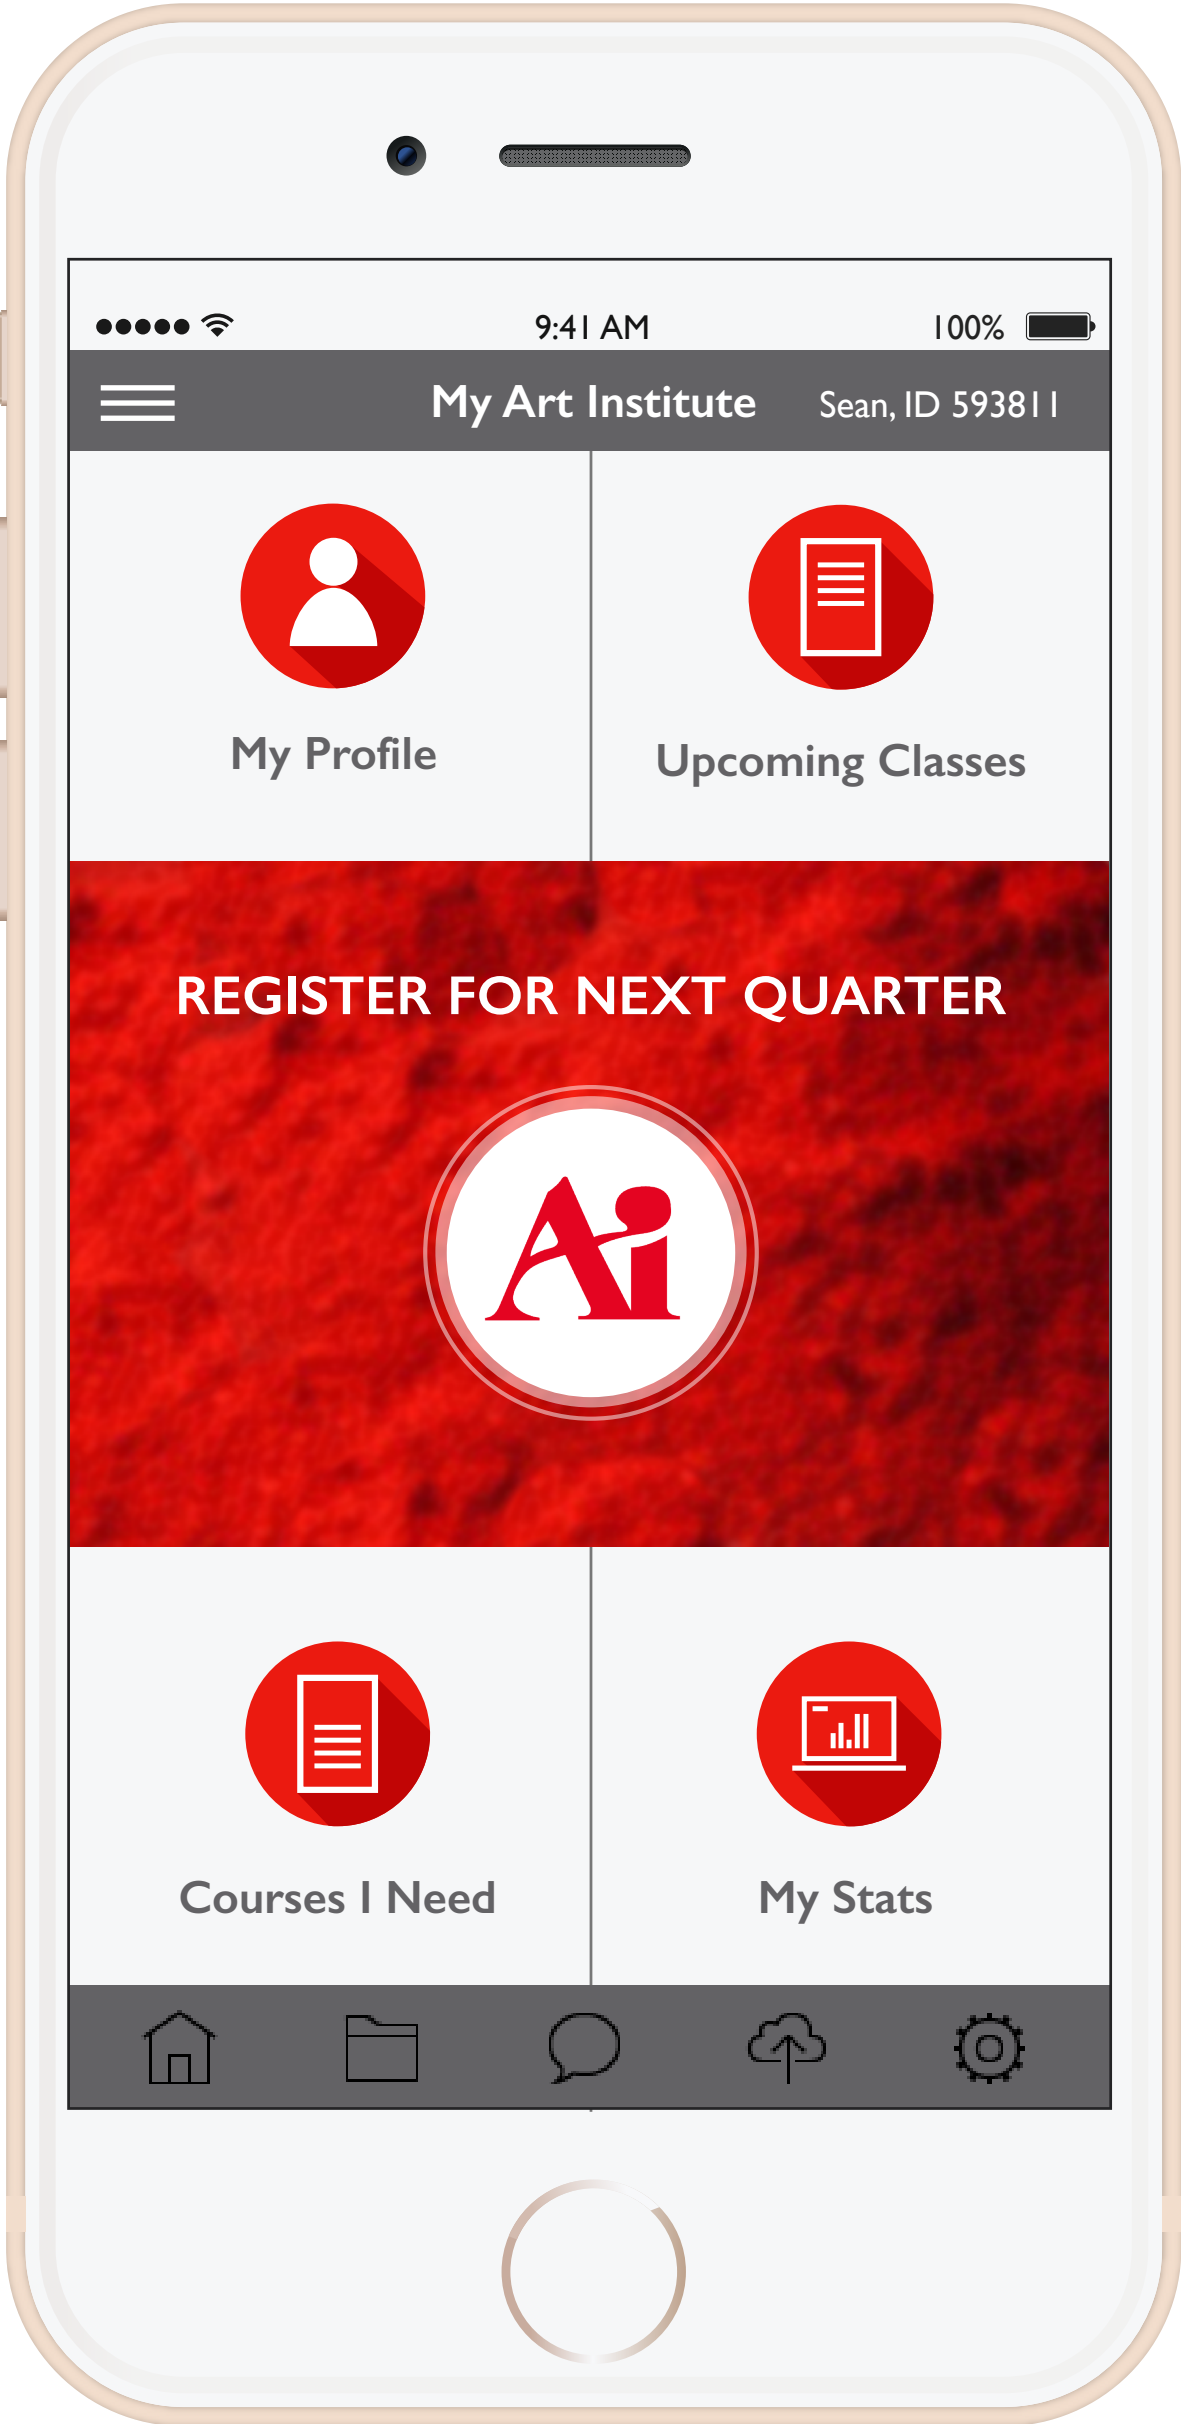 9:41 AM 100%
My Art Institute Sean, ID 593811
My Profile
Upcoming Classes
REGISTER FOR NEXT QUARTER
Ai
Courses I Need
My Stats